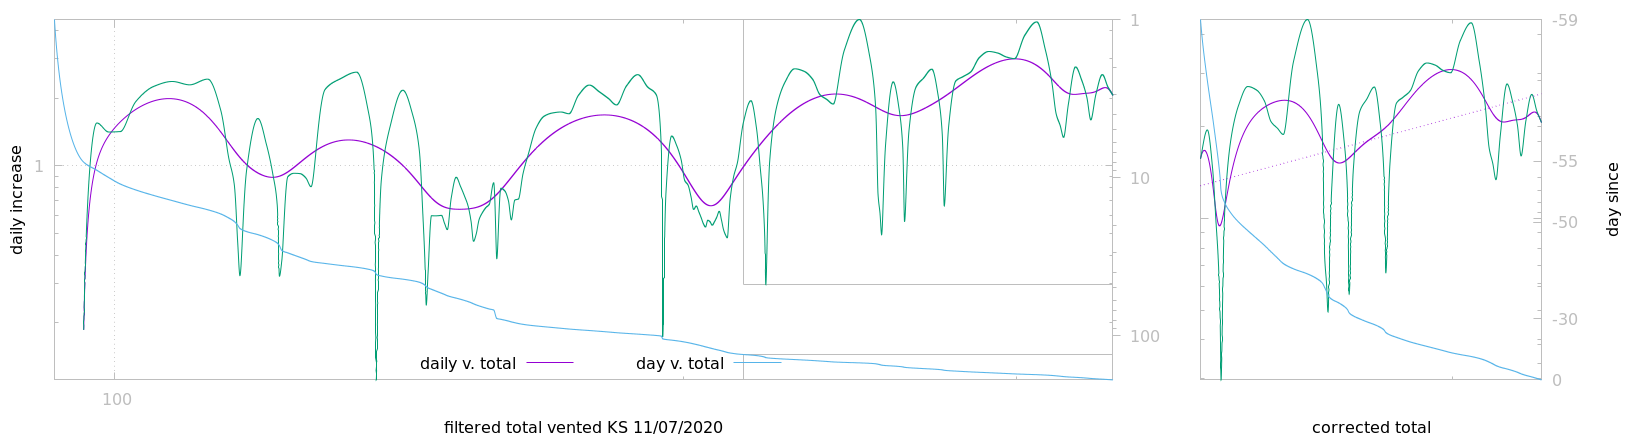 daily increase
1
100
daily v. total
day v. total
filtered total vented KS 11/07/2020
1
10
100
corrected total
-59
-55
-50
-30
0
day since